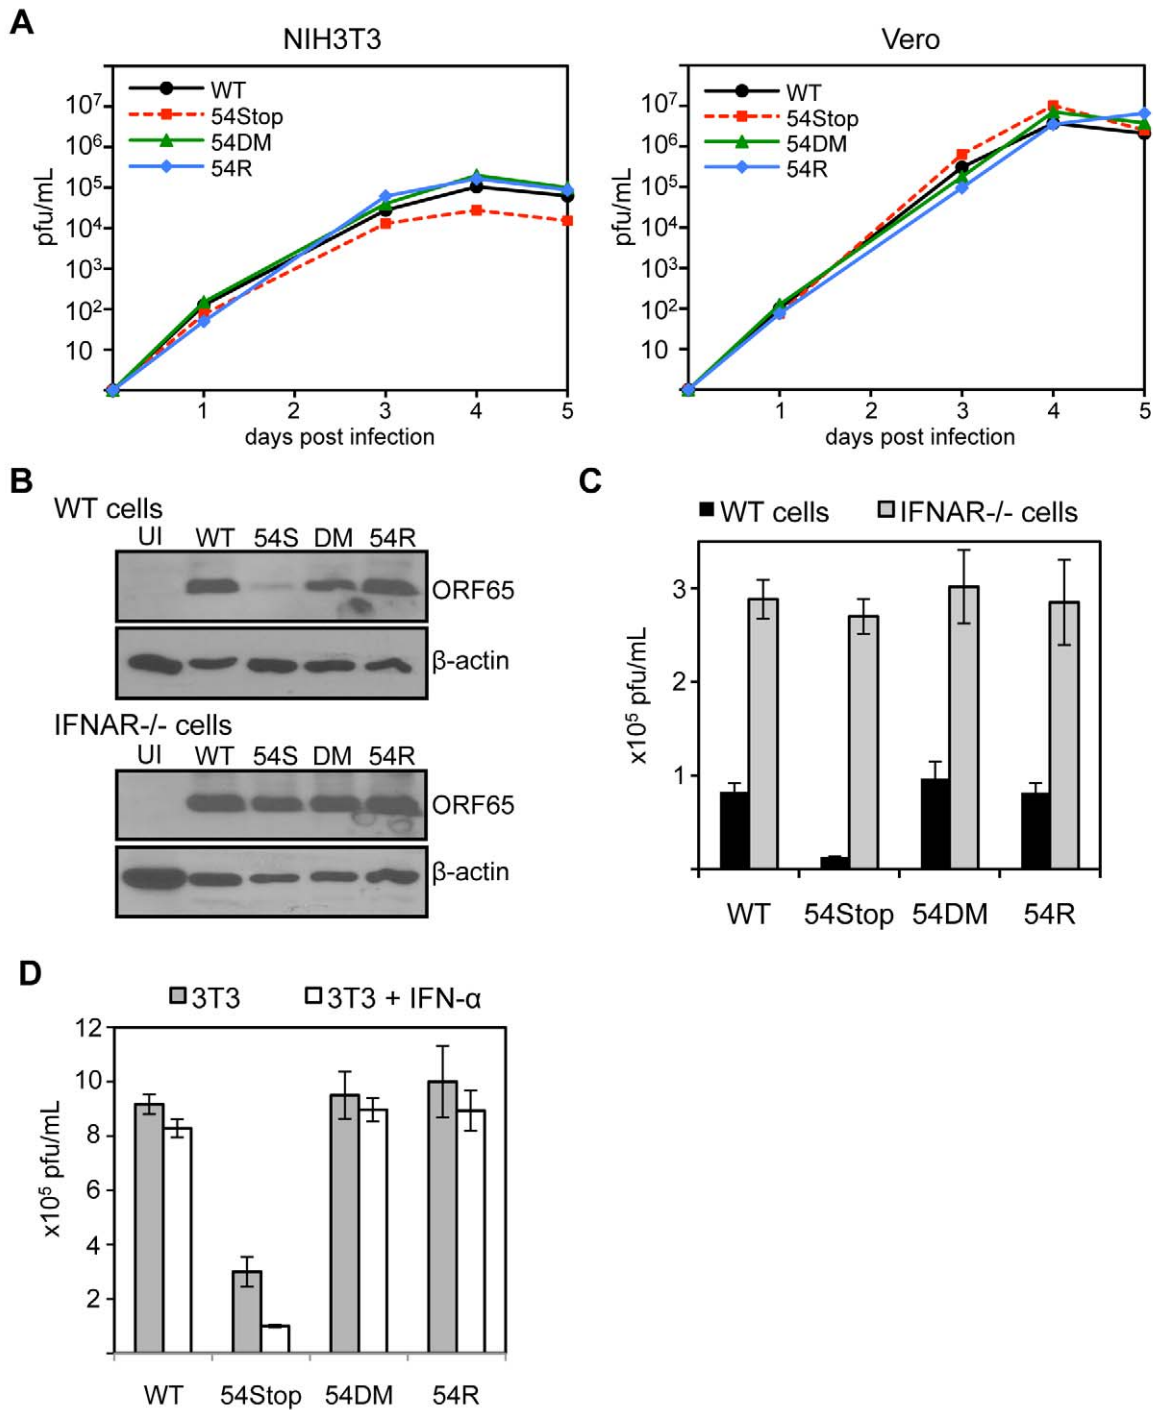 A
NIH3T3
WT
54Stop
54DM
54R
10⁷
10⁶
10⁵
10⁴
10³
10²
10
pfu/mL
1 2 3 4 5
days post infection
Vero
WT
54Stop
54DM
54R
10⁷
10⁶
10⁵
10⁴
10³
10²
10
pfu/mL
1 2 3 4 5
days post infection
B
WT cells
UI WT 54S DM 54R
ORF65
β-actin
IFNAR-/- cells
UI WT 54S DM 54R
ORF65
β-actin
C
WT cells IFNAR-/- cells
3
2
1
x10⁵ pfu/mL
WT 54Stop 54DM 54R
D
3T3 3T3 + IFN-α
12
10
8
6
4
2
x10⁵ pfu/mL
WT 54Stop 54DM 54R